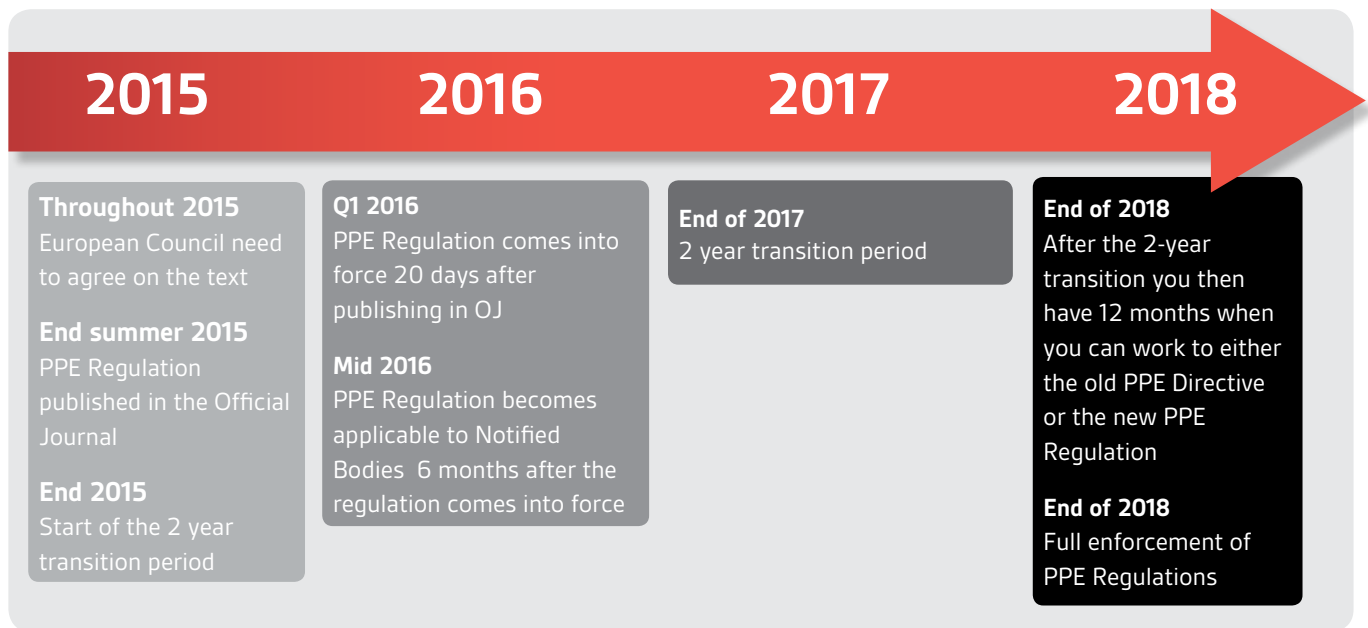 2015 2016 2017 2018
Throughout 2015
European Council need
to agree on the text
End summer 2015
PPE Regulation
published in the Official
Journal
End 2015
Start of the 2 year
transition period
Q1 2016
PPE Regulation comes into
force 20 days after
publishing in OJ
Mid 2016
PPE Regulation becomes
applicable to Notified
Bodies  6 months after the
regulation comes into force
End of 2017
2 year transition period
End of 2018
After the 2-year
transition you then
have 12 months when
you can work to either
the old PPE Directive
or the new PPE
Regulation
End of 2018
Full enforcement of
PPE Regulations